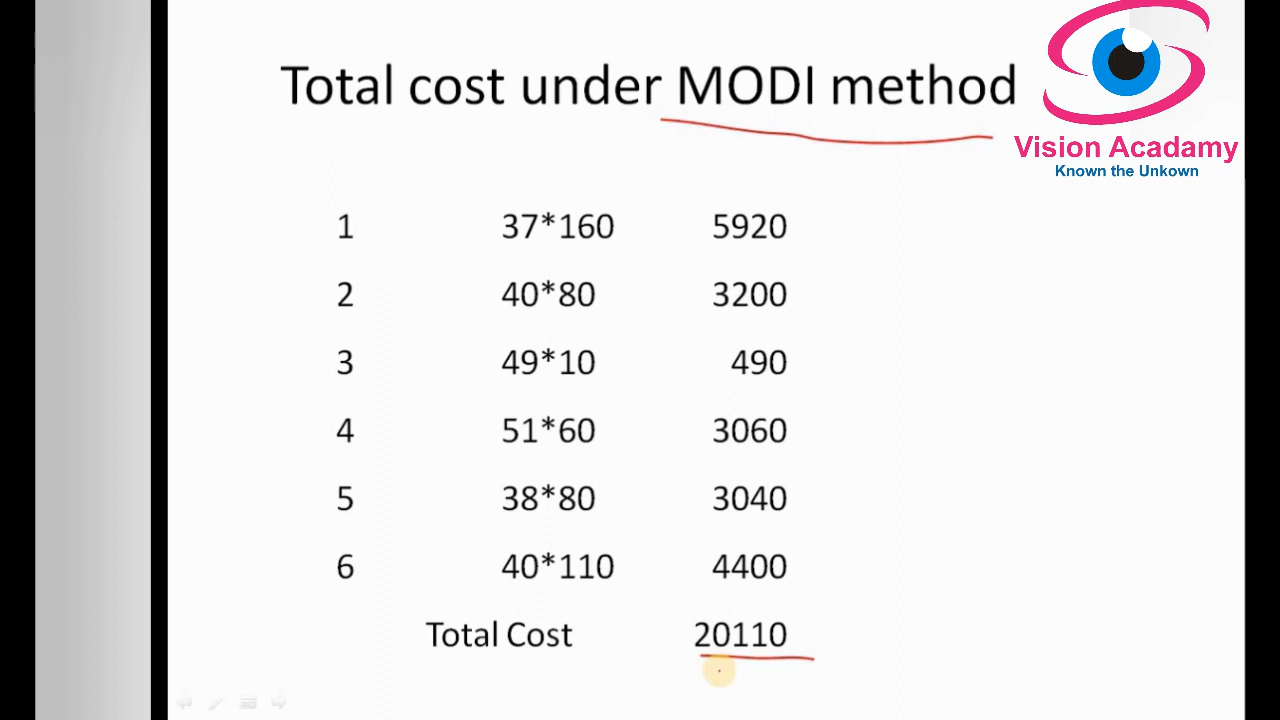 Total cost under MODI method
Vision Acadamy
Known the Unkown
1 37*160 5920
2 40*80 3200
3 49*10 490
4 51*60 3060
5 38*80 3040
6 40*110 4400
Total Cost 20110